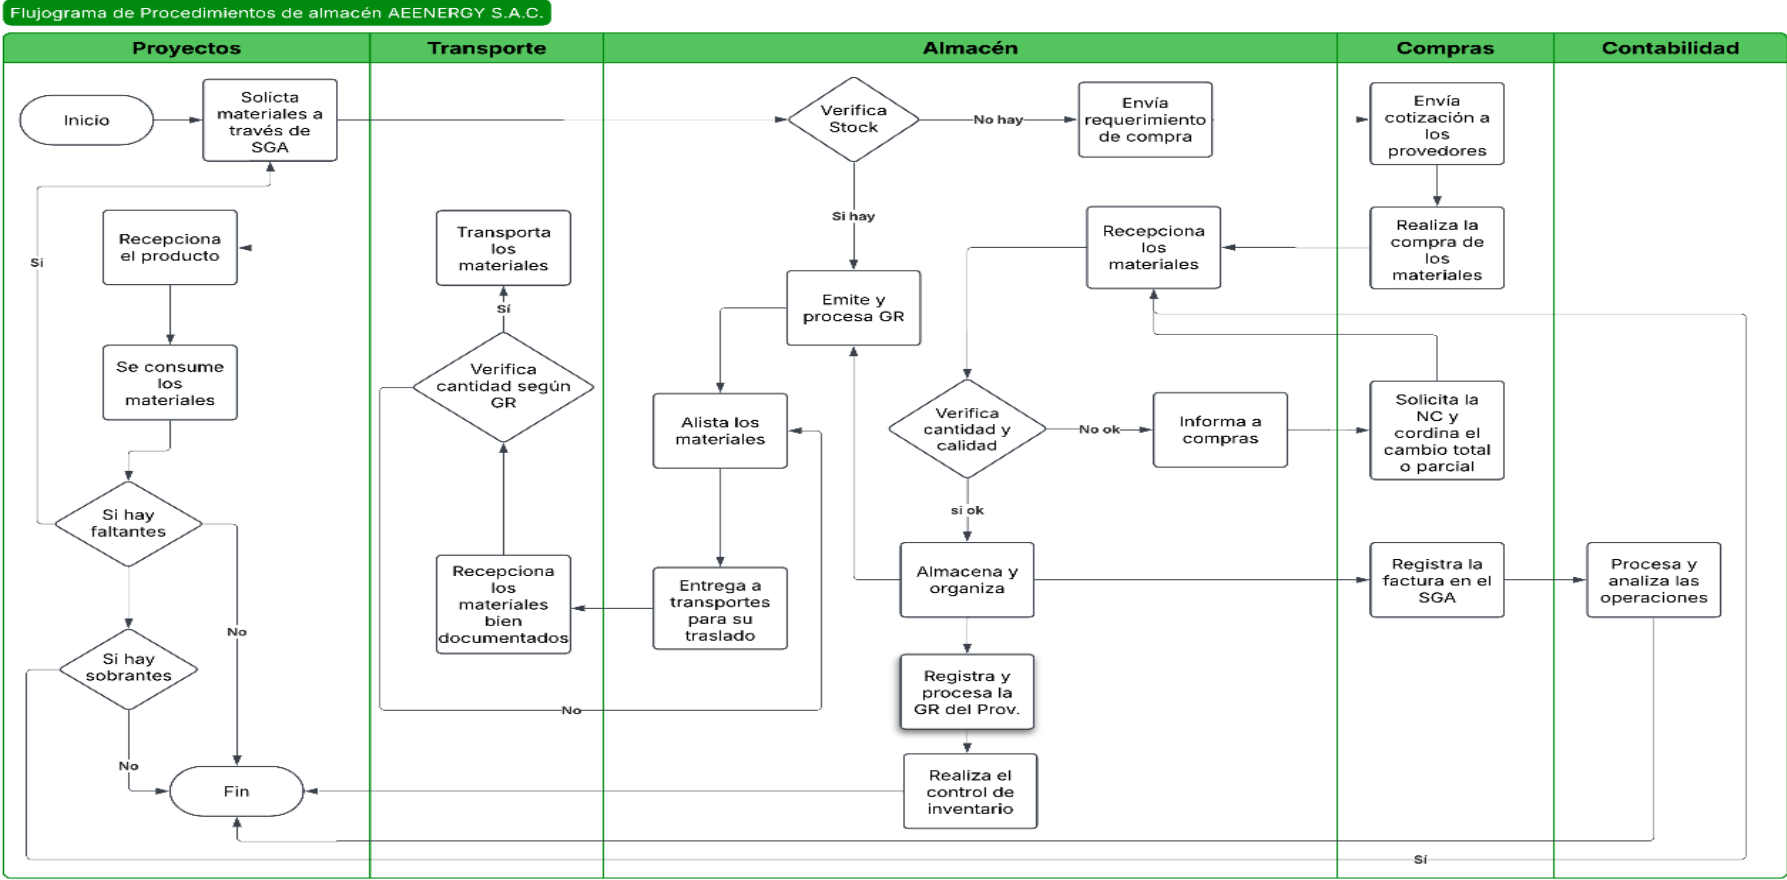 Flujograma de Procedimientos de almacén AEENERGY S.A.C.
Proyectos
Transporte
Almacén
Compras
Contabilidad
Inicio
Solicta
materiales a
través de
SGA
Verifica
Stock
No hay
Envía
requerimiento
de compra
Envía
cotización a
los
provedores
Si hay
Recepciona
el producto
Sí
Transporta
los
materiales
Recepciona
los
materiales
Realiza la
compra de
los
materiales
Sí
Emite y
procesa GR
Se consume
los
materiales
Verifica
cantidad según
GR
Alista los
materiales
Verifica
cantidad y
calidad
No ok
Informa a
compras
Solicita la
NC y
cordina el
cambio total
o parcial
si ok
Si hay
faltantes
Recepciona
los
materiales
bien
documentados
Entrega a
transportes
para su
traslado
Almacena y
organiza
Registra la
factura en el
SGA
Procesa y
analiza las
operaciones
No
Si hay
sobrantes
Registra y
procesa la
GR del Prov.
No
No
Fin
Realiza el
control de
inventario
Sí